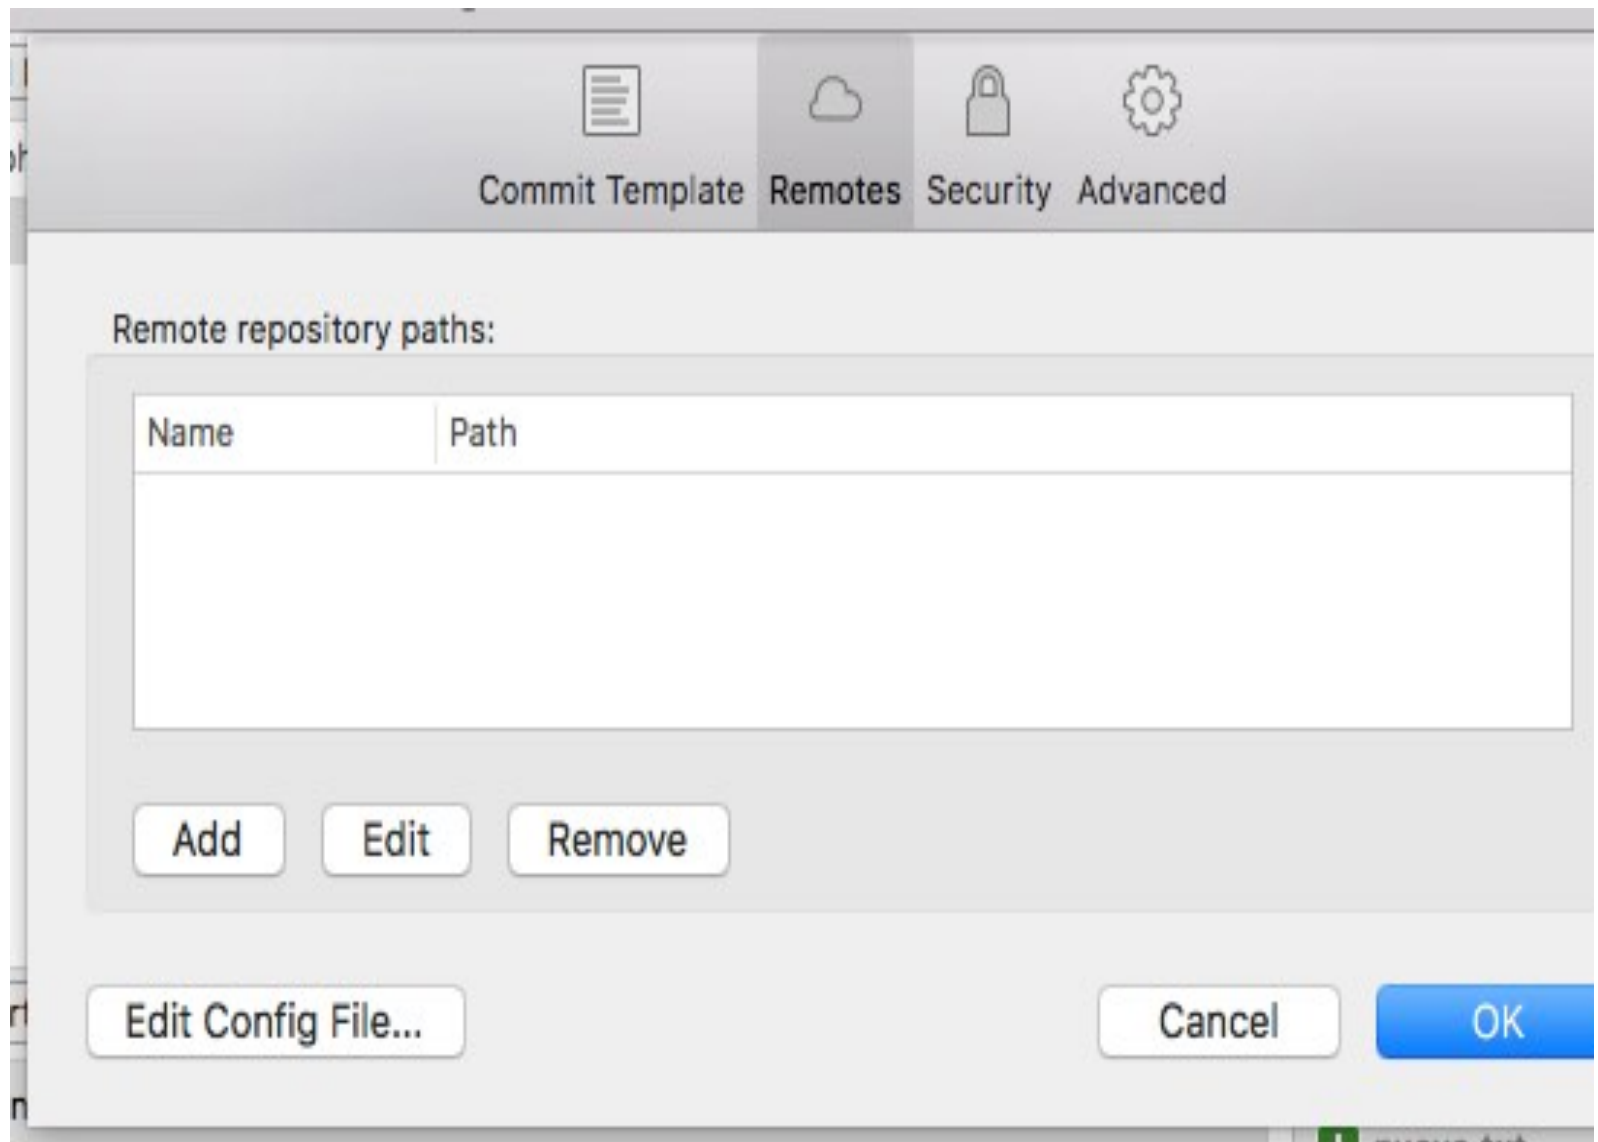 Commit Template Remotes Security Advanced
Remote repository paths:
Name Path
Add Edit Remove
Edit Config File... Cancel OK